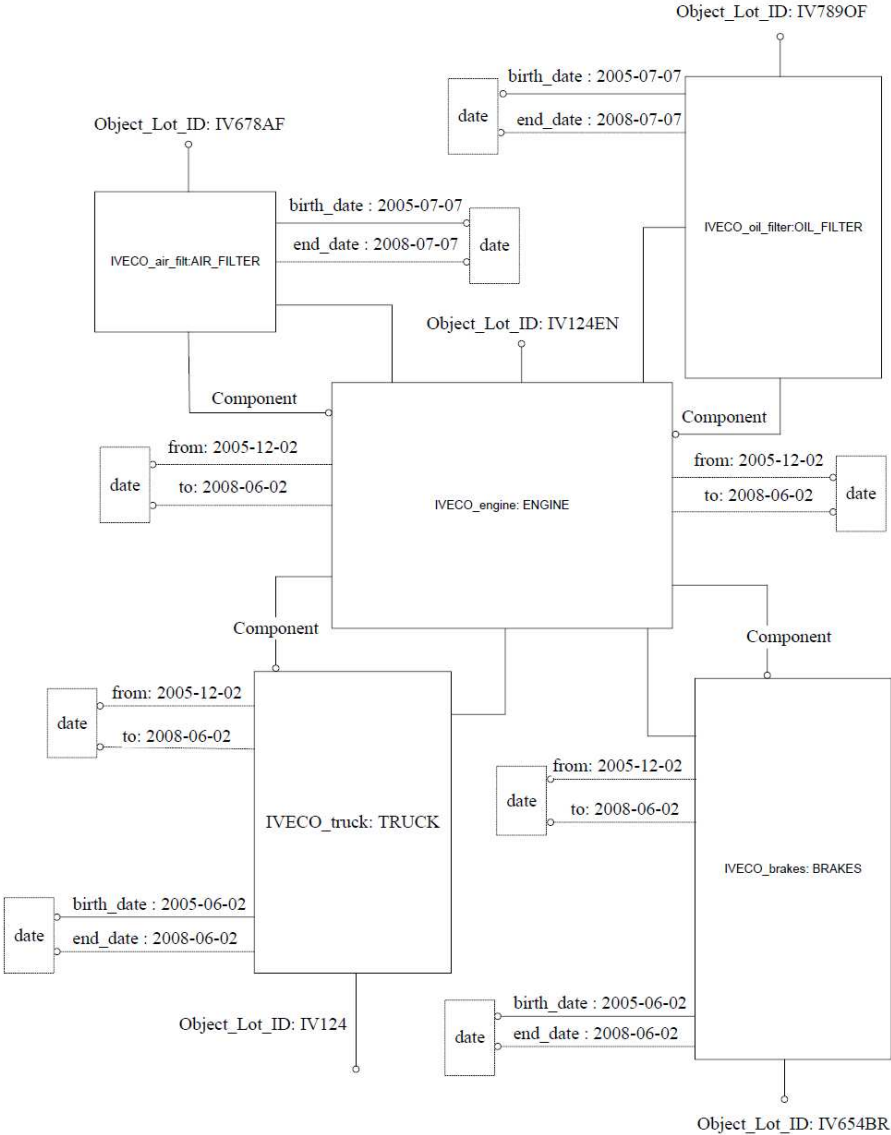 Object_Lot_ID: IV789OF
birth_date : 2005-07-07
date
end_date : 2008-07-07
IVECO_oil_filter:OIL_FILTER
Object_Lot_ID: IV678AF
birth_date : 2005-07-07
date
end_date : 2008-07-07
IVECO_air_filt:AIR_FILTER
Object_Lot_ID: IV124EN
Component
Component
from: 2005-12-02
date
to: 2008-06-02
IVECO_engine: ENGINE
from: 2005-12-02
date
to: 2008-06-02
Component
Component
from: 2005-12-02
date
to: 2008-06-02
IVECO_truck: TRUCK
from: 2005-12-02
date
to: 2008-06-02
IVECO_brakes: BRAKES
birth_date : 2005-06-02
date
end_date : 2008-06-02
Object_Lot_ID: IV124
birth_date : 2005-06-02
date
end_date : 2008-06-02
Object_Lot_ID: IV654BR